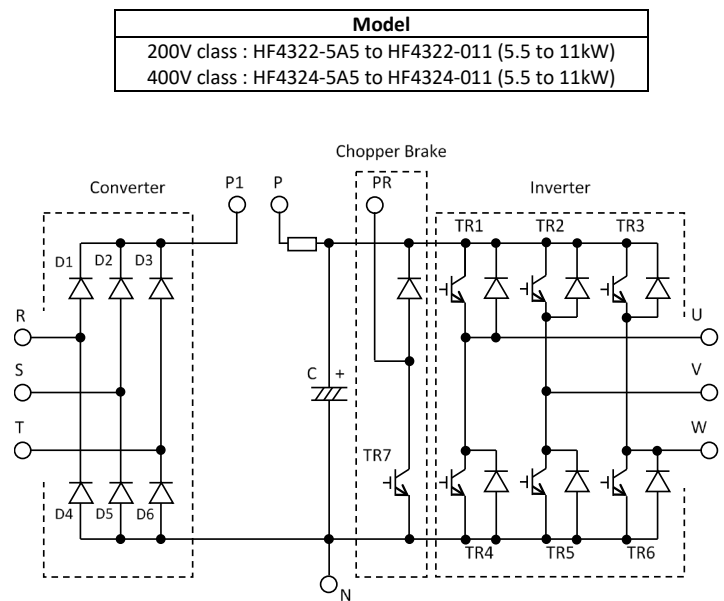 Model
200V class : HF4322-5A5 to HF4322-011 (5.5 to 11kW)
400V class : HF4324-5A5 to HF4324-011 (5.5 to 11kW)
Chopper Brake
Converter
P1
P
PR
Inverter
TR1
TR2
TR3
D1
D2
D3
R
U
S
C +
V
T
TR7
W
D4
D5
D6
TR4
TR5
TR6
N